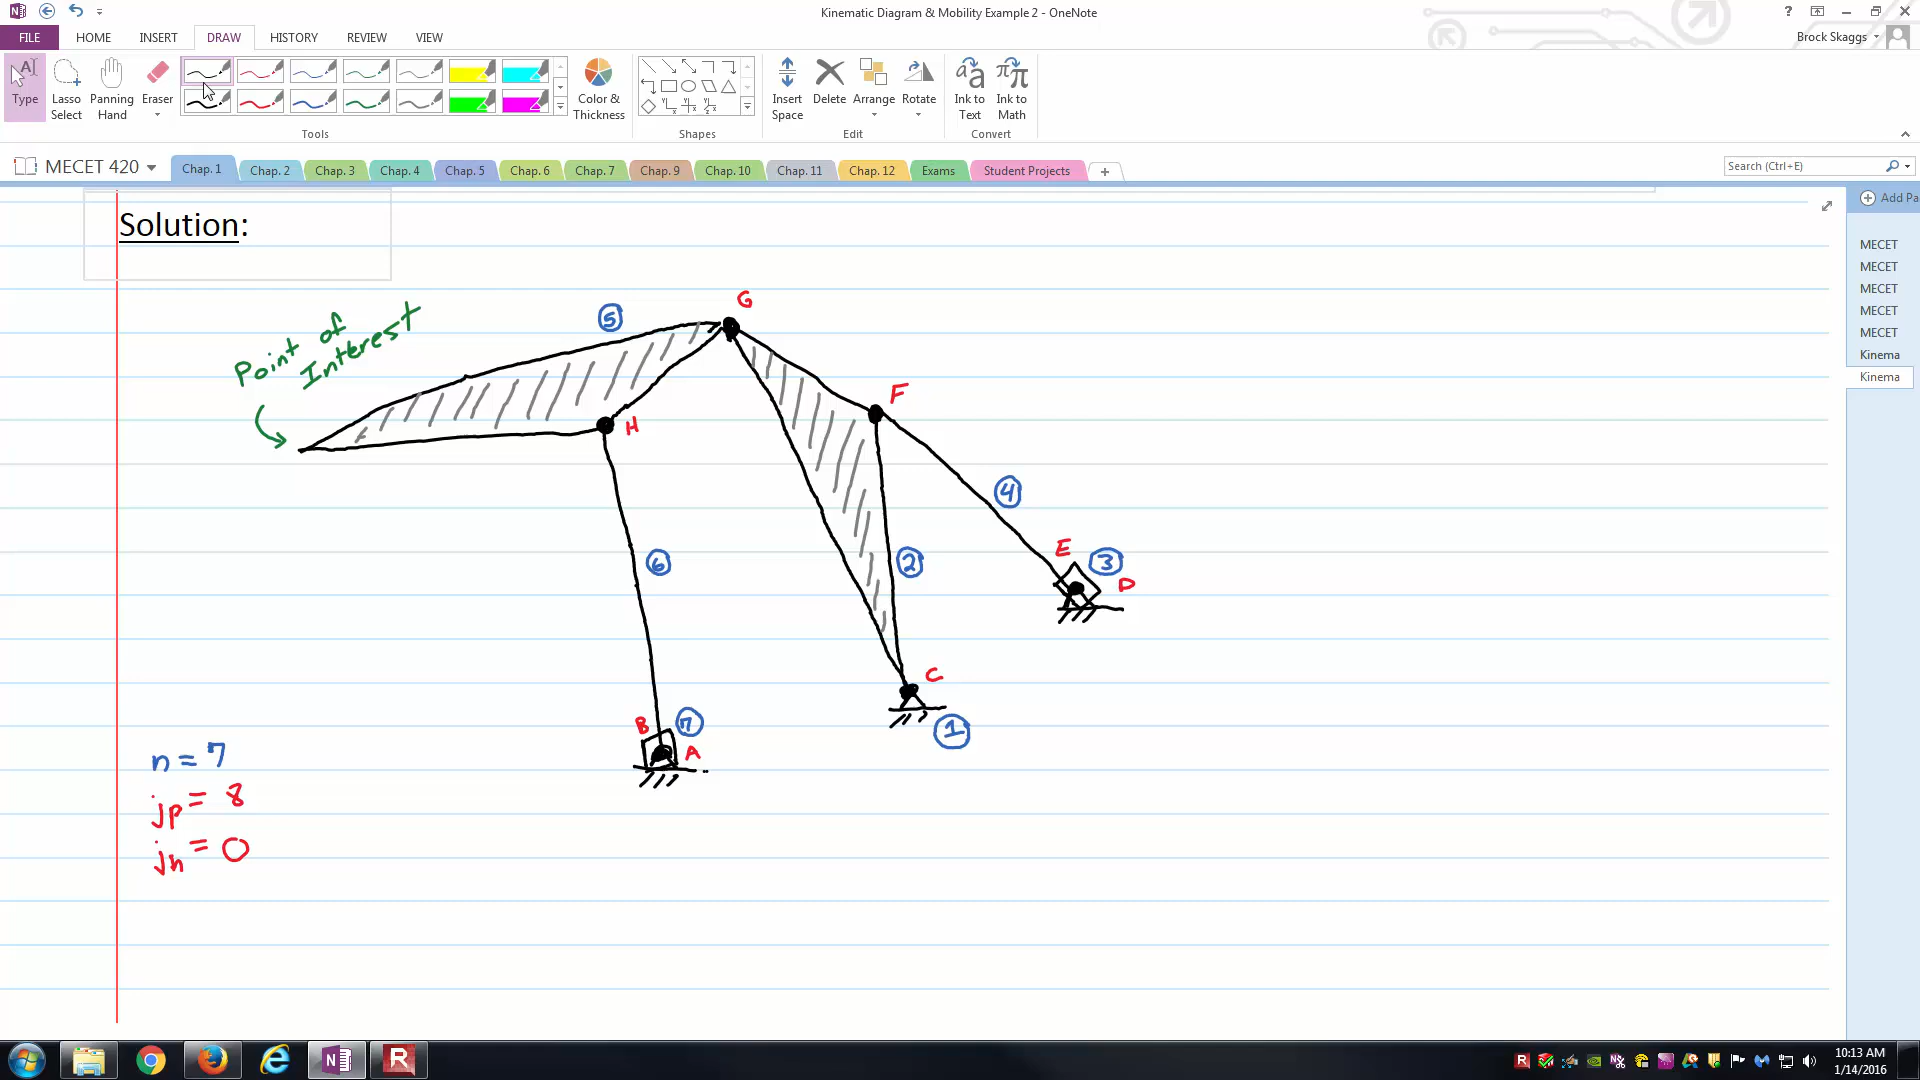 Kinematic Diagram & Mobility Example 2 - OneNote
FILE HOME INSERT DRAW HISTORY REVIEW VIEW
Brock Skaggs
Type
Lasso Select
Panning Hand
Eraser
Color & Thickness
Insert Space
Delete
Arrange
Rotate
Ink to Text
Ink to Math
Tools
Shapes
Edit
Convert
MECET 420
Chap. 1 Chap. 2 Chap. 3 Chap. 4 Chap. 5 Chap. 6 Chap. 7 Chap. 9 Chap. 10 Chap. 11 Chap. 12 Exams Student Projects
Search (Ctrl+E)
Add Pa
MECET
MECET
MECET
MECET
MECET
Kinema
Kinema
Solution:
Point of
Interest
5
G
F
H
4
6
2
E
3
D
C
1
B
7
A
n = 7
jp = 8
jh = 0
10:13 AM
1/14/2016